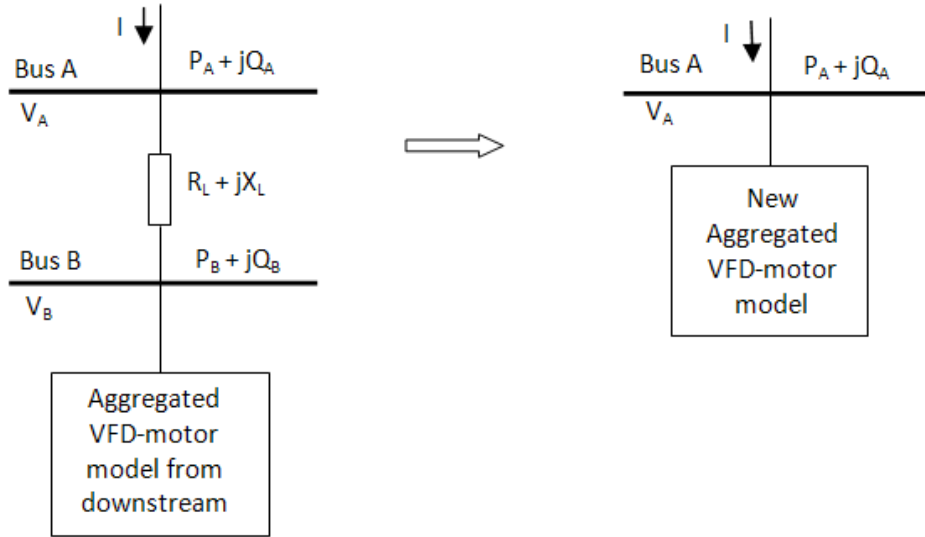 I
Bus A
P_A + jQ_A
V_A
R_L + jX_L
Bus B
P_B + jQ_B
V_B
Aggregated
VFD-motor
model from
downstream
I
Bus A
P_A + jQ_A
V_A
New
Aggregated
VFD-motor
model